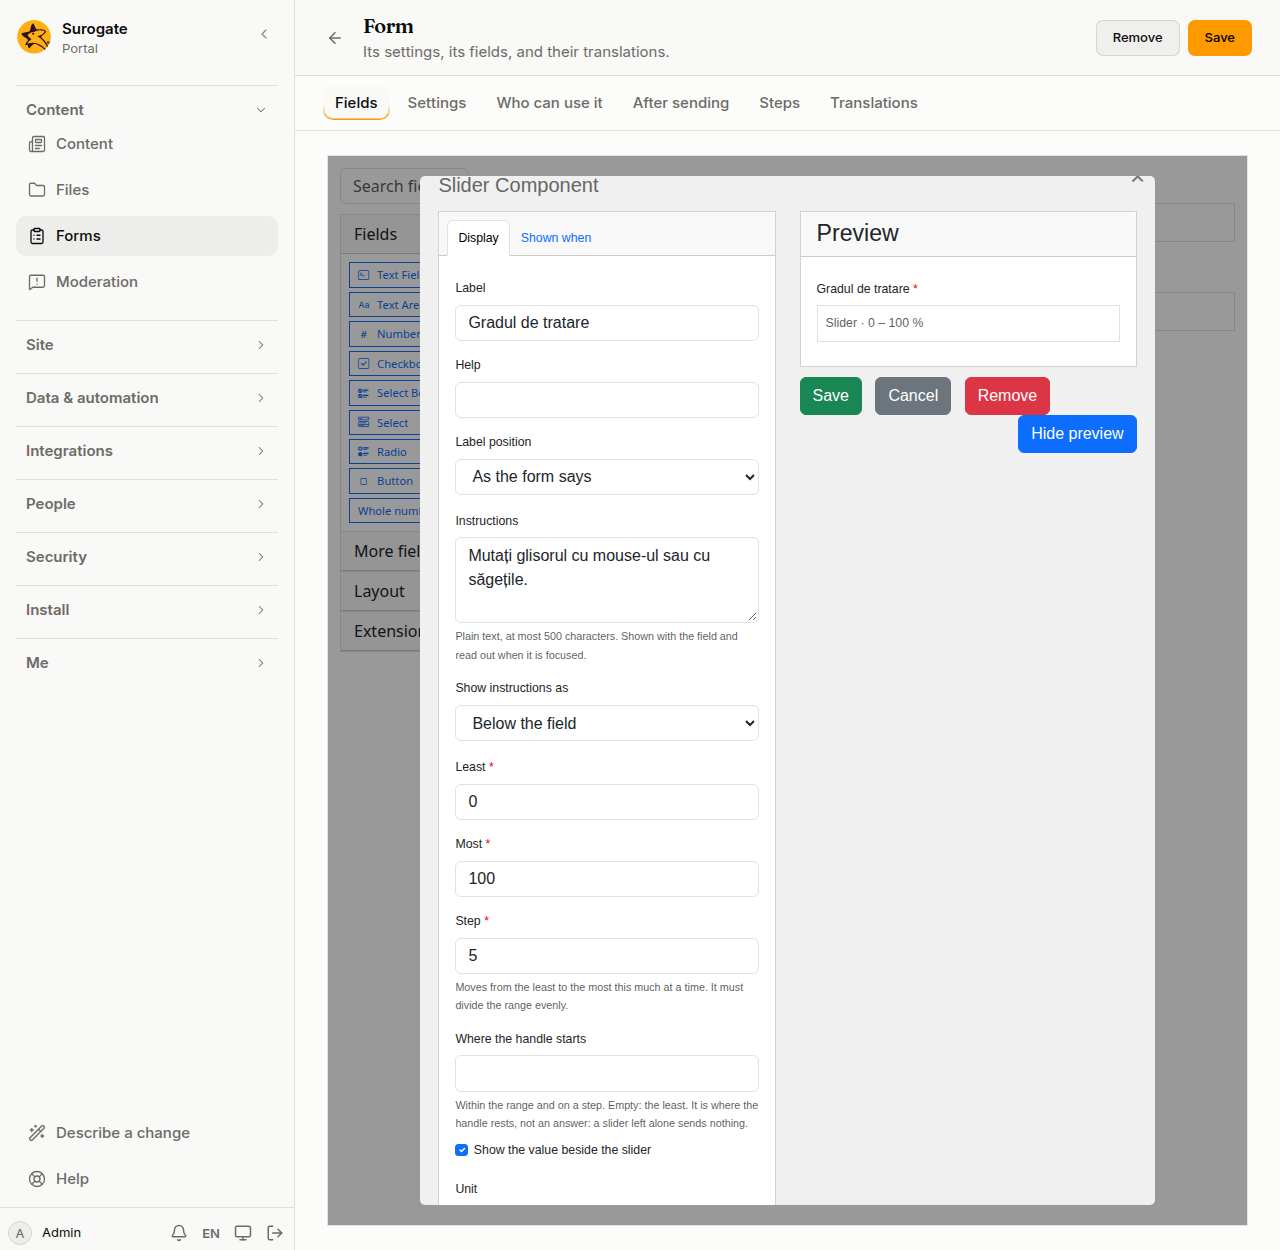 Surogate
Portal
Content
Content
Files
Forms
Moderation
Site
Data & automation
Integrations
People
Security
Install
Me
Describe a change
Help
A
Admin
EN
Form
Its settings, its fields, and their translations.
Remove
Save
Fields
Settings
Who can use it
After sending
Steps
Translations
Search
Fields
Text
Text
Aa
Number
#
Select
Radio
Button
Whole
More
Layout
Slider Component
Display
Shown when
Label
Gradul de tratare
Help
Label position
As the form says
Instructions
Mutați glisorul cu mouse-ul sau cu
săgețile.
Plain text, at most 500 characters. Shown with the field and
read out when it is focused.
Show instructions as
Below the field
Least *
0
Most *
100
Step *
5
Moves from the least to the most this much at a time. It must
divide the range evenly.
Where the handle starts
Within the range and on a step. Empty: the least. It is where the
handle rests, not an answer: a slider left alone sends nothing.
Show the value beside the slider
Unit
Preview
Gradul de tratare *
Slider · 0 – 100 %
Save
Cancel
Remove
Hide preview